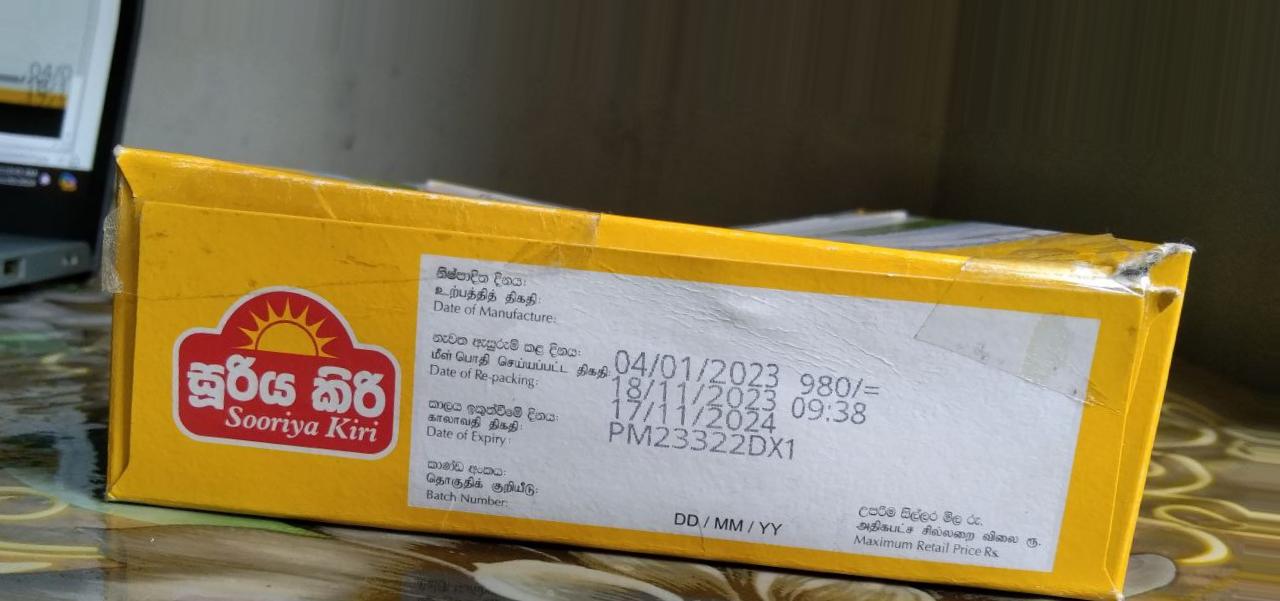 සූරිය කිරි
Sooriya Kiri
නිෂ්පාදිත දිනය:
உற்பத்தித் திகதி:
Date of Manufacture:
නැවත ඇසුරුම් කළ දිනය:
மீள் பொதி செய்யப்பட்ட திகதி:
Date of Re-packing:
කාලය ඉකුත්වීමේ දිනය:
காலாவதி திகதி:
Date of Expiry:
කාණ්ඩ අංකය:
தொகுதிக் குறியீடு:
Batch Number:
04/01/2023 980/=
18/11/2023 09:38
17/11/2024
PM23322DX1
DD / MM / YY
උපරිම සිල්ලර මිල රු.
அதிகபட்ச சில்லறை விலை ரூ.
Maximum Retail Price Rs.